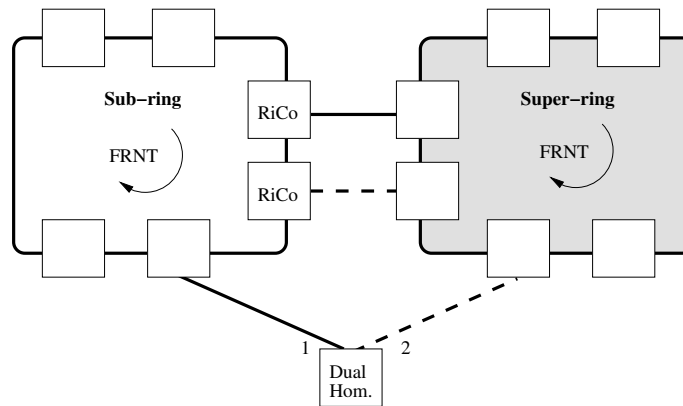 Sub−ring
FRNT
RiCo
RiCo
Super−ring
FRNT
1
2
Dual
Hom.